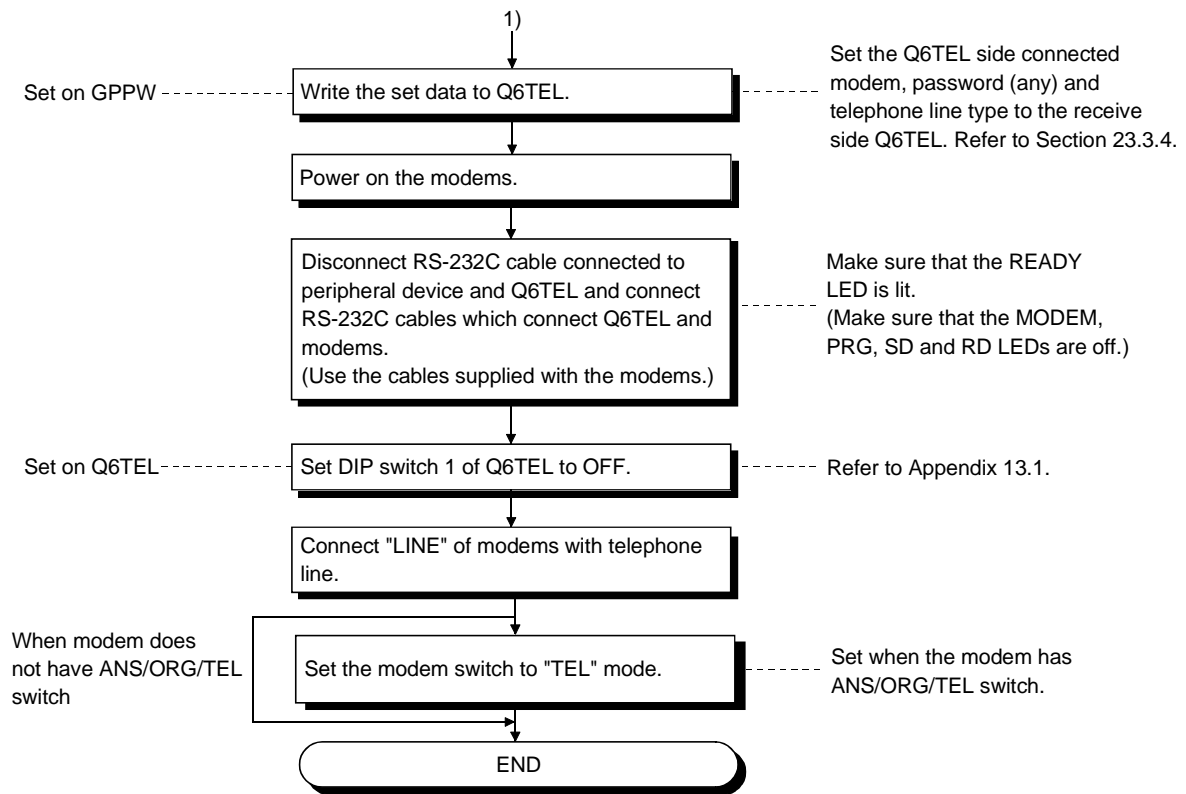 1)
Set on GPPW
Write the set data to Q6TEL.
Set the Q6TEL side connected
modem, password (any) and
telephone line type to the receive
side Q6TEL. Refer to Section 23.3.4.
Power on the modems.
Disconnect RS-232C cable connected to
peripheral device and Q6TEL and connect
RS-232C cables which connect Q6TEL and
modems.
(Use the cables supplied with the modems.)
Make sure that the READY
LED is lit.
(Make sure that the MODEM,
PRG, SD and RD LEDs are off.)
Set on Q6TEL
Set DIP switch 1 of Q6TEL to OFF.
Refer to Appendix 13.1.
Connect "LINE" of modems with telephone
line.
When modem does
not have ANS/ORG/TEL
switch
Set the modem switch to "TEL" mode.
Set when the modem has
ANS/ORG/TEL switch.
END